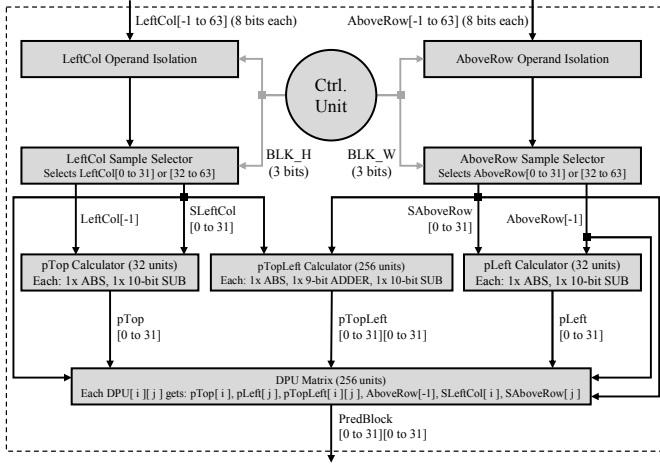 LeftCol[-1 to 63] (8 bits each)
AboveRow[-1 to 63] (8 bits each)
LeftCol Operand Isolation
AboveRow Operand Isolation
Ctrl.
Unit
BLK_H
(3 bits)
BLK_W
(3 bits)
LeftCol Sample Selector
Selects LeftCol[0 to 31] or [32 to 63]
AboveRow Sample Selector
Selects AboveRow[0 to 31] or [32 to 63]
LeftCol[-1]
SLeftCol
[0 to 31]
SAboveRow
[0 to 31]
AboveRow[-1]
pTop Calculator (32 units)
Each: 1x ABS, 1x 10-bit SUB
pTopLeft Calculator (256 units)
Each: 1x ABS, 1x 9-bit ADDER, 1x 10-bit SUB
pLeft Calculator (32 units)
Each: 1x ABS, 1x 10-bit SUB
pTop
[0 to 31]
pTopLeft
[0 to 31][0 to 31]
pLeft
[0 to 31]
DPU Matrix (256 units)
Each DPU[ i ][ j ] gets: pTop[ i ], pLeft[ j ], pTopLeft[ i ][ j ], AboveRow[-1], SLeftCol[ i ], SAboveRow[ j ]
PredBlock
[0 to 31][0 to 31]